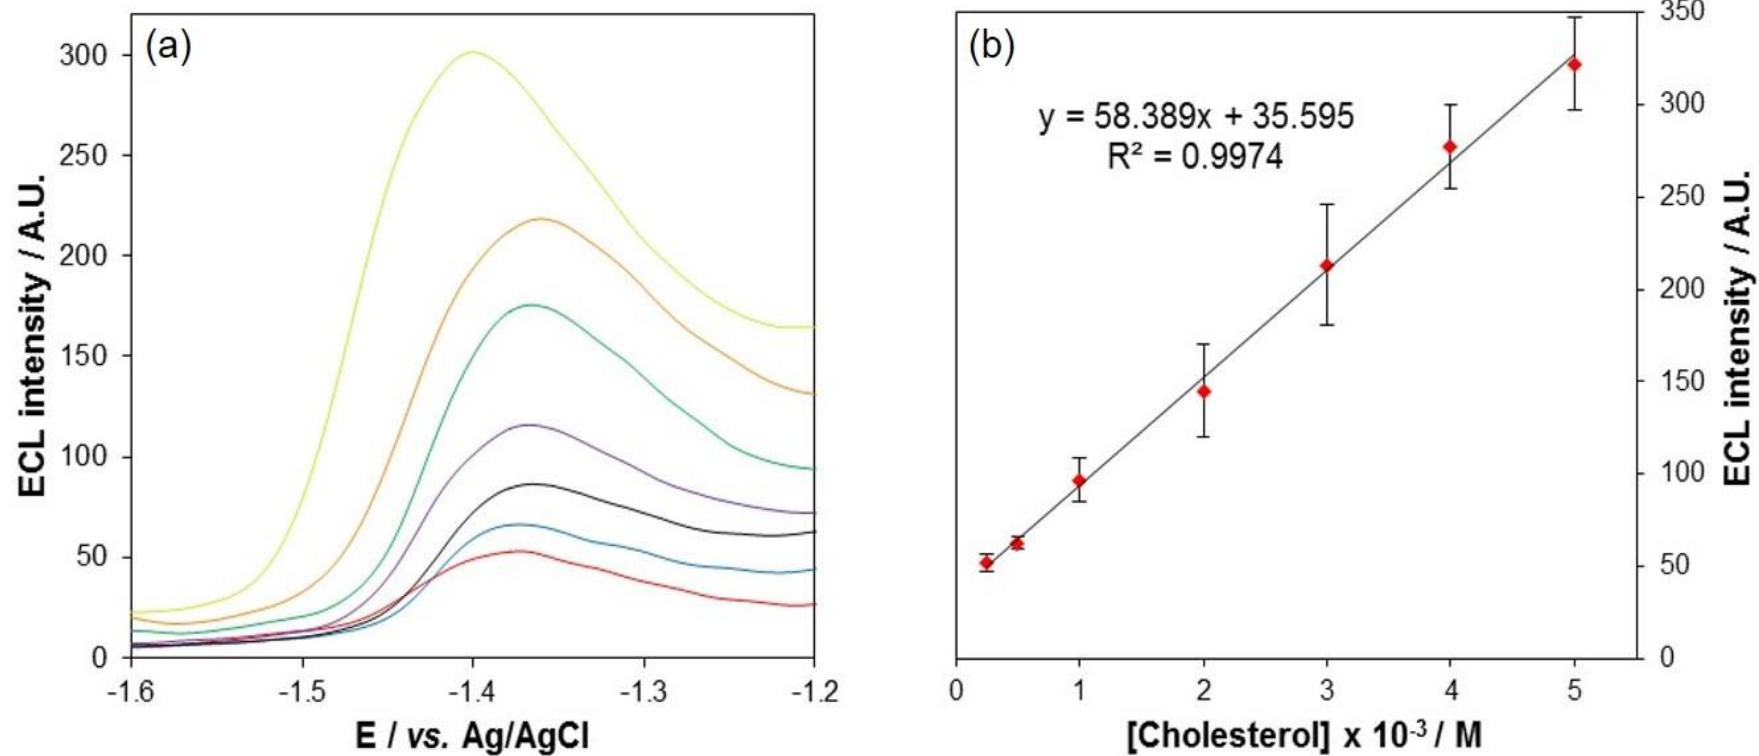 (a)
ECL intensity / A.U.
300
250
200
150
100
50
0
-1.6 -1.5 -1.4 -1.3 -1.2
E / vs. Ag/AgCl
(b)
y = 58.389x + 35.595
R² = 0.9974
350
300
250
200
150
100
50
0
ECL intensity / A.U.
0 1 2 3 4 5
[Cholesterol] x 10⁻³ / M